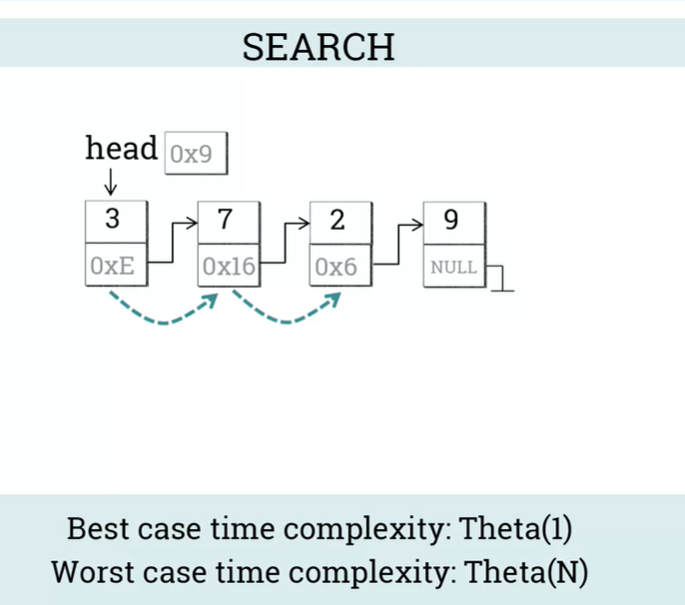 SEARCH
head 0x9
3 7 2 9
0xE 0x16 0x6 NULL
Best case time complexity: Theta(1)
Worst case time complexity: Theta(N)